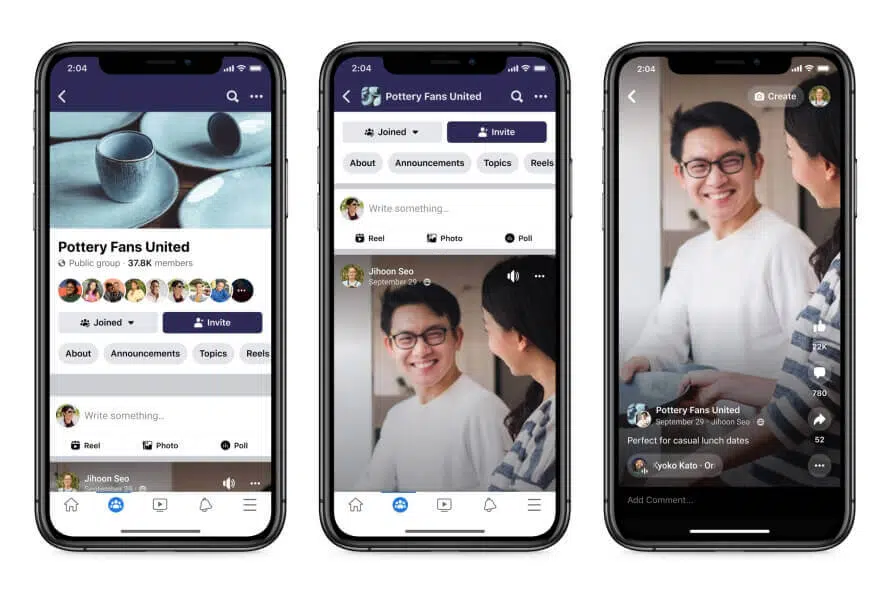 2:04
Pottery Fans United
Public group · 37.8K members
Joined
Invite
About
Announcements
Topics
Reels
Write something...
Reel
Photo
Poll
Jihoon Seo
September 29
2:04
Pottery Fans United
Joined
Invite
About
Announcements
Topics
Reels
Write something...
Reel
Photo
Poll
Jihoon Seo
September 29
2:04
Create
22K
780
Pottery Fans United
September 29 · Jihoon Seo
52
Perfect for casual lunch dates
Kyoko Kato · Or
Add Comment...